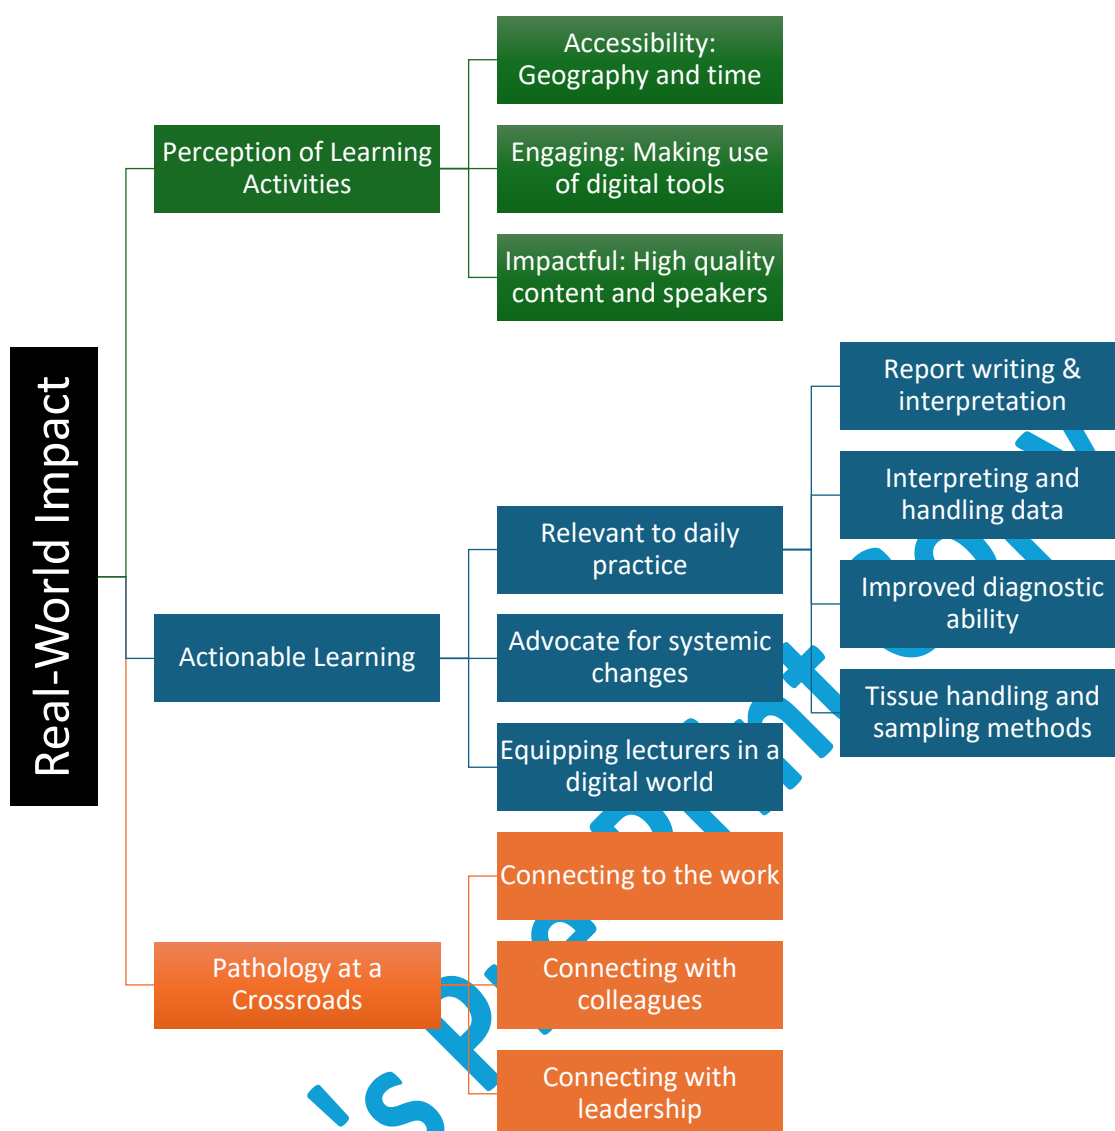 Real-World Impact
Perception of Learning
Activities
Accessibility:
Geography and time
Engaging: Making use
of digital tools
Impactful: High quality
content and speakers
Actionable Learning
Relevant to daily
practice
Report writing &
interpretation
Interpreting and
handling data
Improved diagnostic
ability
Tissue handling and
sampling methods
Advocate for systemic
changes
Equipping lecturers in a
digital world
Pathology at a
Crossroads
Connecting to the work
Connecting with
colleagues
Connecting with
leadership